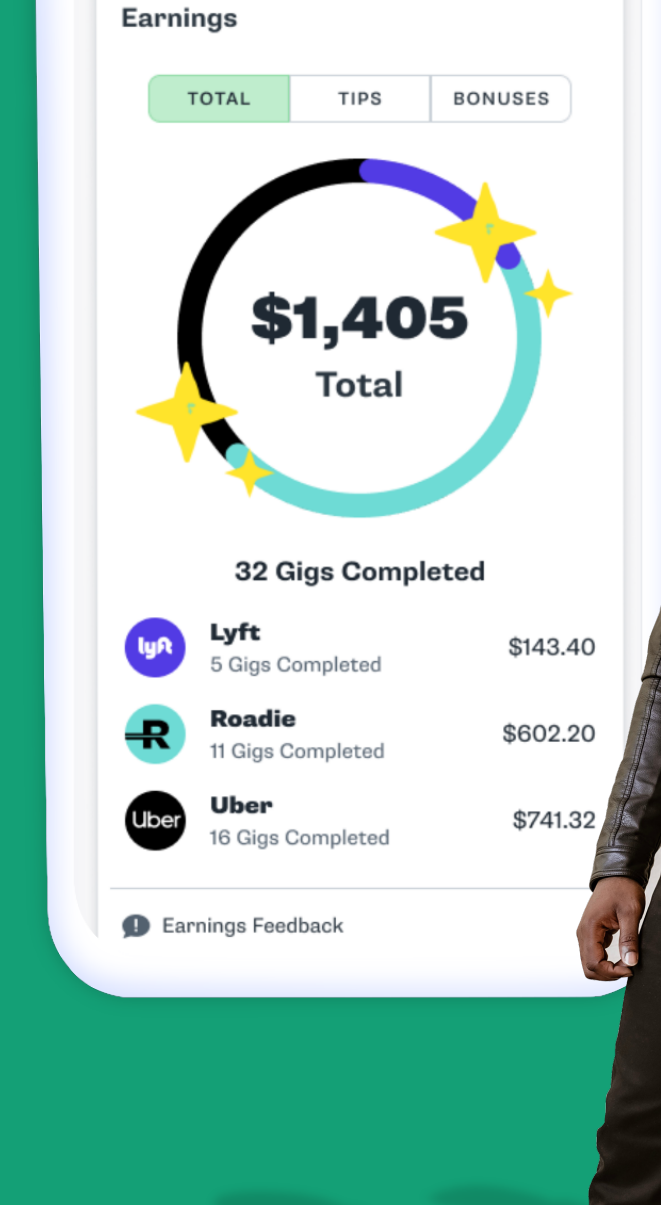 Earnings
TOTAL TIPS BONUSES
$1,405
Total
32 Gigs Completed
lyft
Lyft
5 Gigs Completed
$143.40
R
Roadie
11 Gigs Completed
$602.20
Uber
Uber
16 Gigs Completed
$741.32
Earnings Feedback